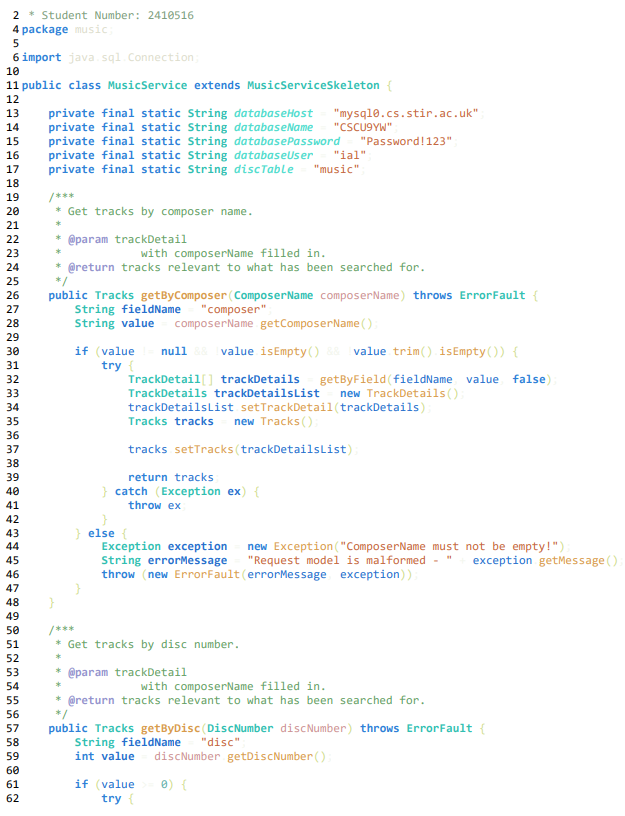 2  * Student Number: 2410516
4 package music;
5
6 import java.sql.Connection;
10
11 public class MusicService extends MusicServiceSkeleton {
12
13     private final static String databaseHost = "mysql0.cs.stir.ac.uk";
14     private final static String databaseName = "CSCU9YW";
15     private final static String databasePassword = "Password!123";
16     private final static String databaseUser = "ial";
17     private final static String discTable = "music";
18
19     /***
20      * Get tracks by composer name.
21      *
22      * @param trackDetail
23      *            with composerName filled in.
24      * @return tracks relevant to what has been searched for.
25      */
26     public Tracks getByComposer(ComposerName composerName) throws ErrorFault {
27         String fieldName = "composer";
28         String value = composerName.getComposerName();
29
30         if (value != null && !value.isEmpty() && !value.trim().isEmpty()) {
31             try {
32                 TrackDetail[] trackDetails = getByField(fieldName, value, false);
33                 TrackDetails trackDetailsList = new TrackDetails();
34                 trackDetailsList.setTrackDetail(trackDetails);
35                 Tracks tracks = new Tracks();
36
37                 tracks.setTracks(trackDetailsList);
38
39                 return tracks;
40             } catch (Exception ex) {
41                 throw ex;
42             }
43         } else {
44             Exception exception = new Exception("ComposerName must not be empty!");
45             String errorMessage = "Request model is malformed - " + exception.getMessage();
46             throw (new ErrorFault(errorMessage, exception));
47         }
48     }
49
50     /***
51      * Get tracks by disc number.
52      *
53      * @param trackDetail
54      *            with composerName filled in.
55      * @return tracks relevant to what has been searched for.
56      */
57     public Tracks getByDisc(DiscNumber discNumber) throws ErrorFault {
58         String fieldName = "disc";
59         int value = discNumber.getDiscNumber();
60
61         if (value >= 0) {
62             try {